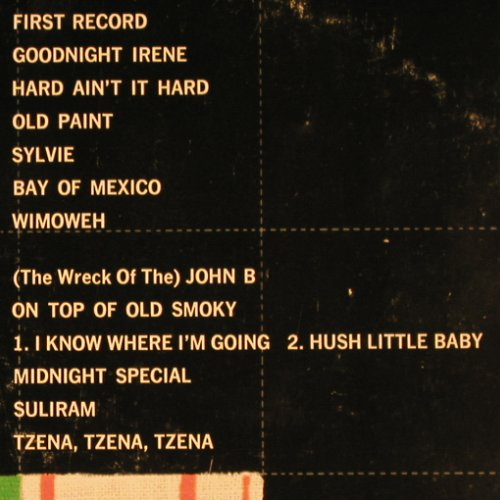 FIRST RECORD
GOODNIGHT IRENE
HARD AIN'T IT HARD
OLD PAINT
SYLVIE
BAY OF MEXICO
WIMOWEH
(The Wreck Of The) JOHN B
ON TOP OF OLD SMOKY
1. I KNOW WHERE I'M GOING 2. HUSH LITTLE BABY
MIDNIGHT SPECIAL
SULIRAM
TZENA, TZENA, TZENA